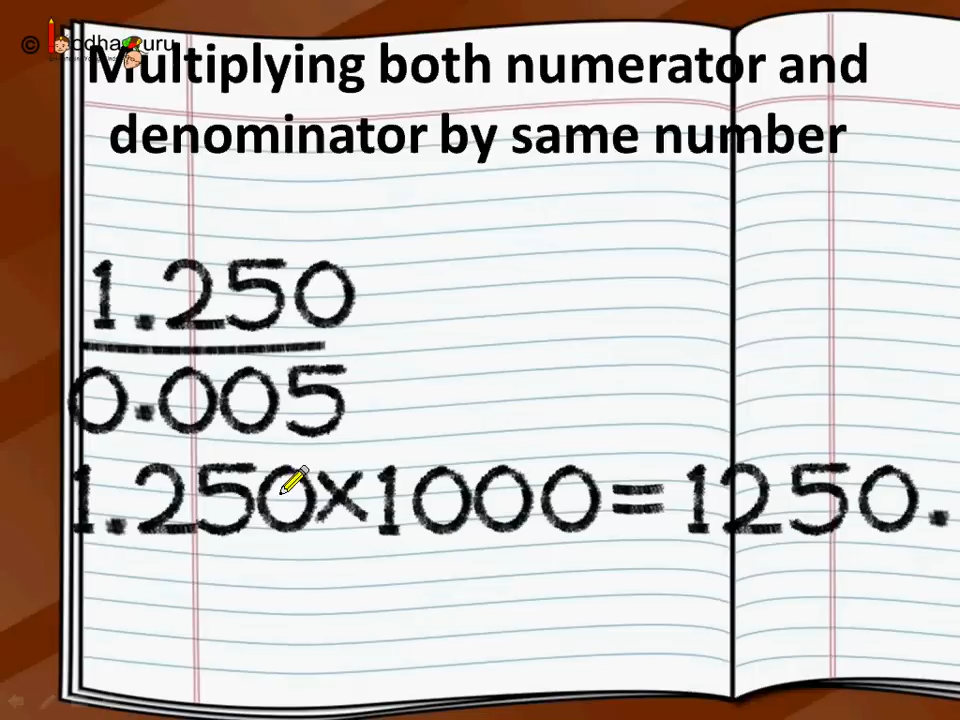 ©
Multiplying both numerator and
denominator by same number
1.250
0.005
1.250×1000=1250.